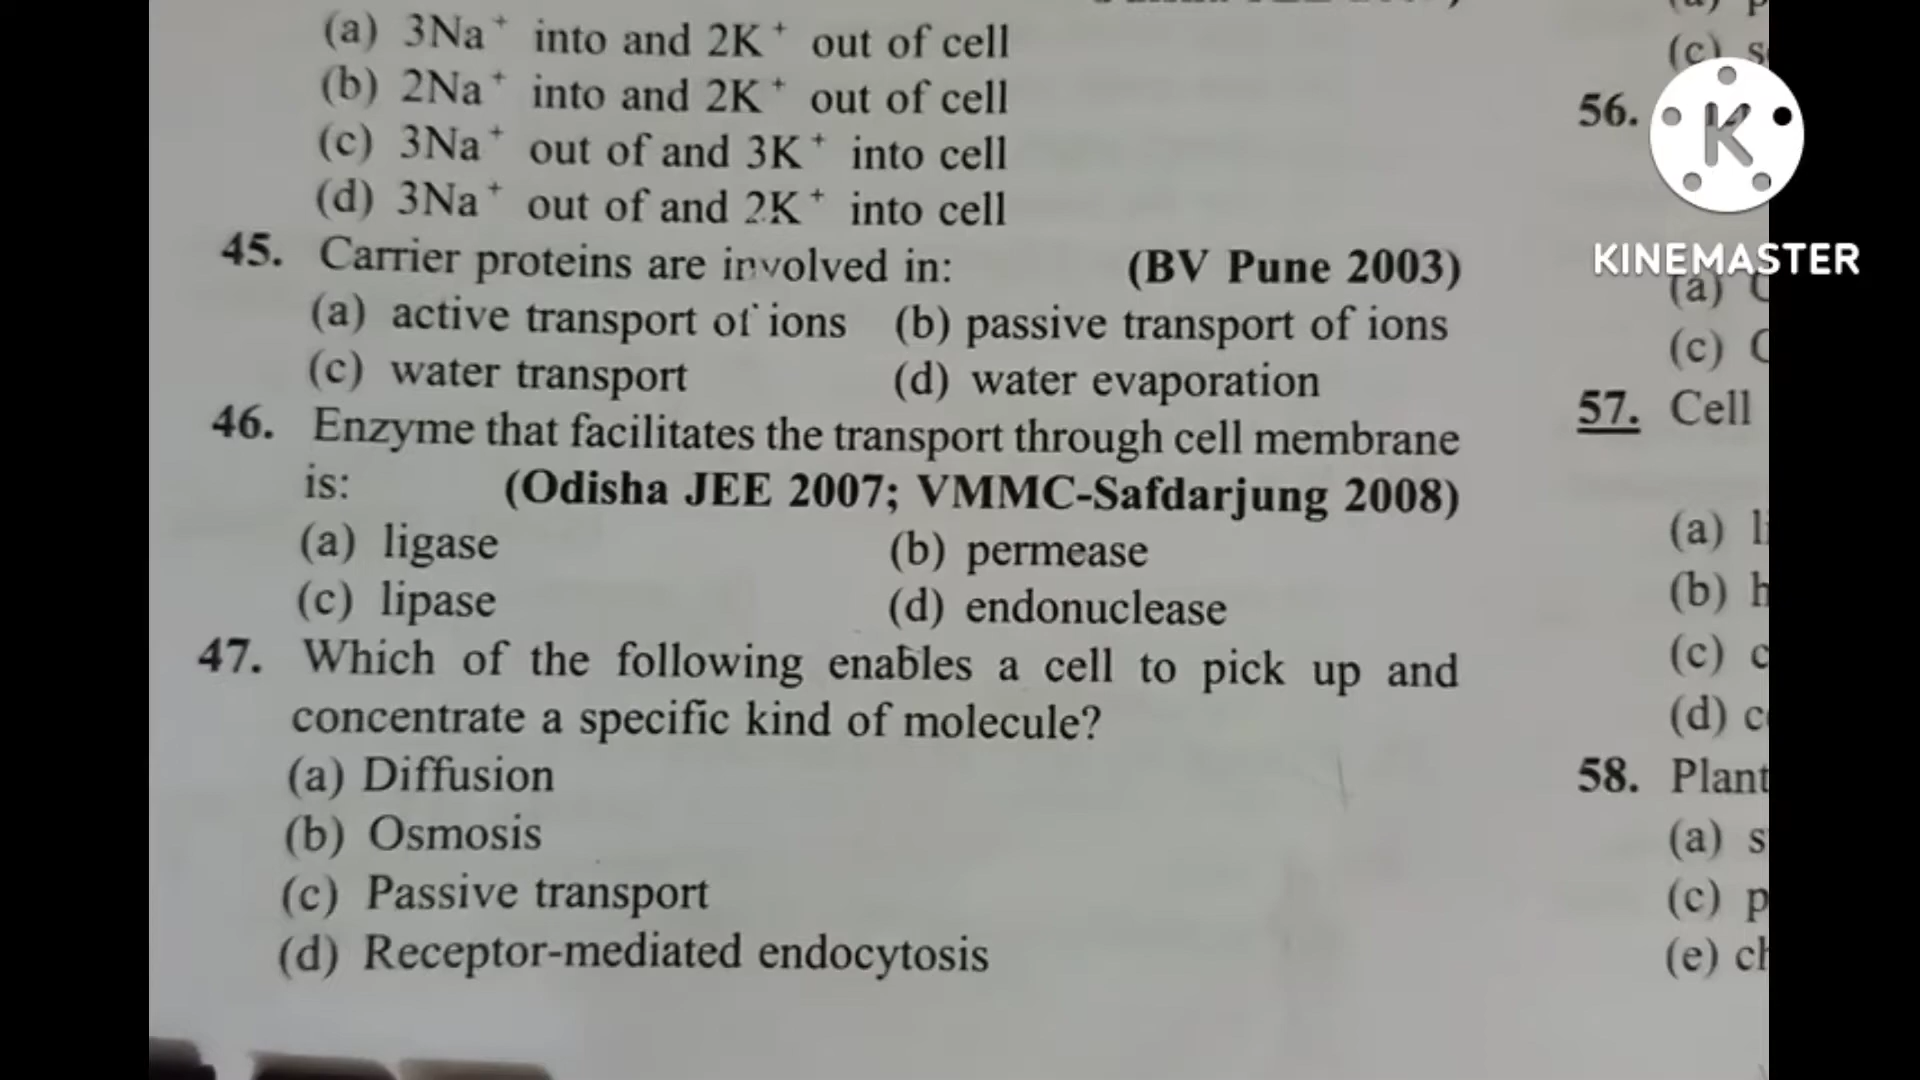 (a) 3Na+ into and 2K+ out of cell
(b) 2Na+ into and 2K+ out of cell
(c) 3Na+ out of and 3K+ into cell
(d) 3Na+ out of and 2K+ into cell
45. Carrier proteins are involved in: (BV Pune 2003)
(a) active transport of ions (b) passive transport of ions
(c) water transport (d) water evaporation
46. Enzyme that facilitates the transport through cell membrane
is: (Odisha JEE 2007; VMMC-Safdarjung 2008)
(a) ligase (b) permease
(c) lipase (d) endonuclease
47. Which of the following enables a cell to pick up and
concentrate a specific kind of molecule?
(a) Diffusion
(b) Osmosis
(c) Passive transport
(d) Receptor-mediated endocytosis
(c)
56.
K
KINEMASTER
(a)
(c)
57. Cell
(a)
(b)
(c)
(d)
58. Plant
(a)
(c)
(e)